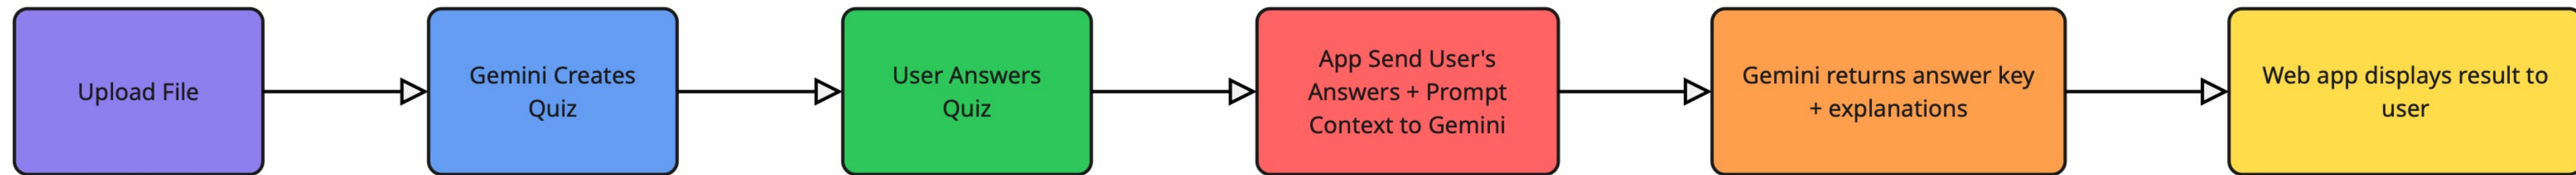 Upload File
Gemini Creates
Quiz
User Answers
Quiz
App Send User's
Answers + Prompt
Context to Gemini
Gemini returns answer key
+ explanations
Web app displays result to
user